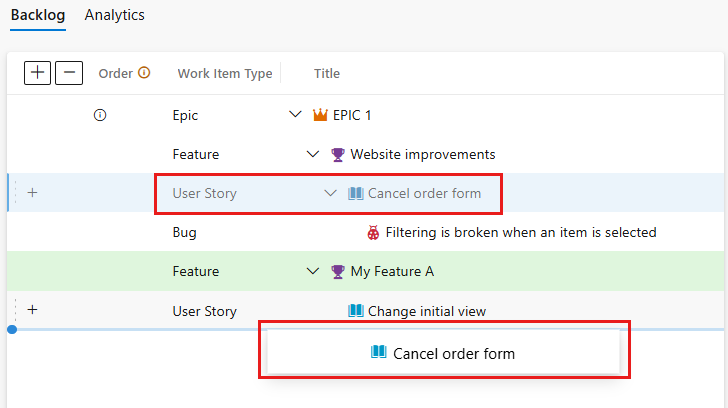 Backlog Analytics
Order Work Item Type Title
Epic EPIC 1
Feature Website improvements
User Story Cancel order form
Bug Filtering is broken when an item is selected
Feature My Feature A
User Story Change initial view
Cancel order form